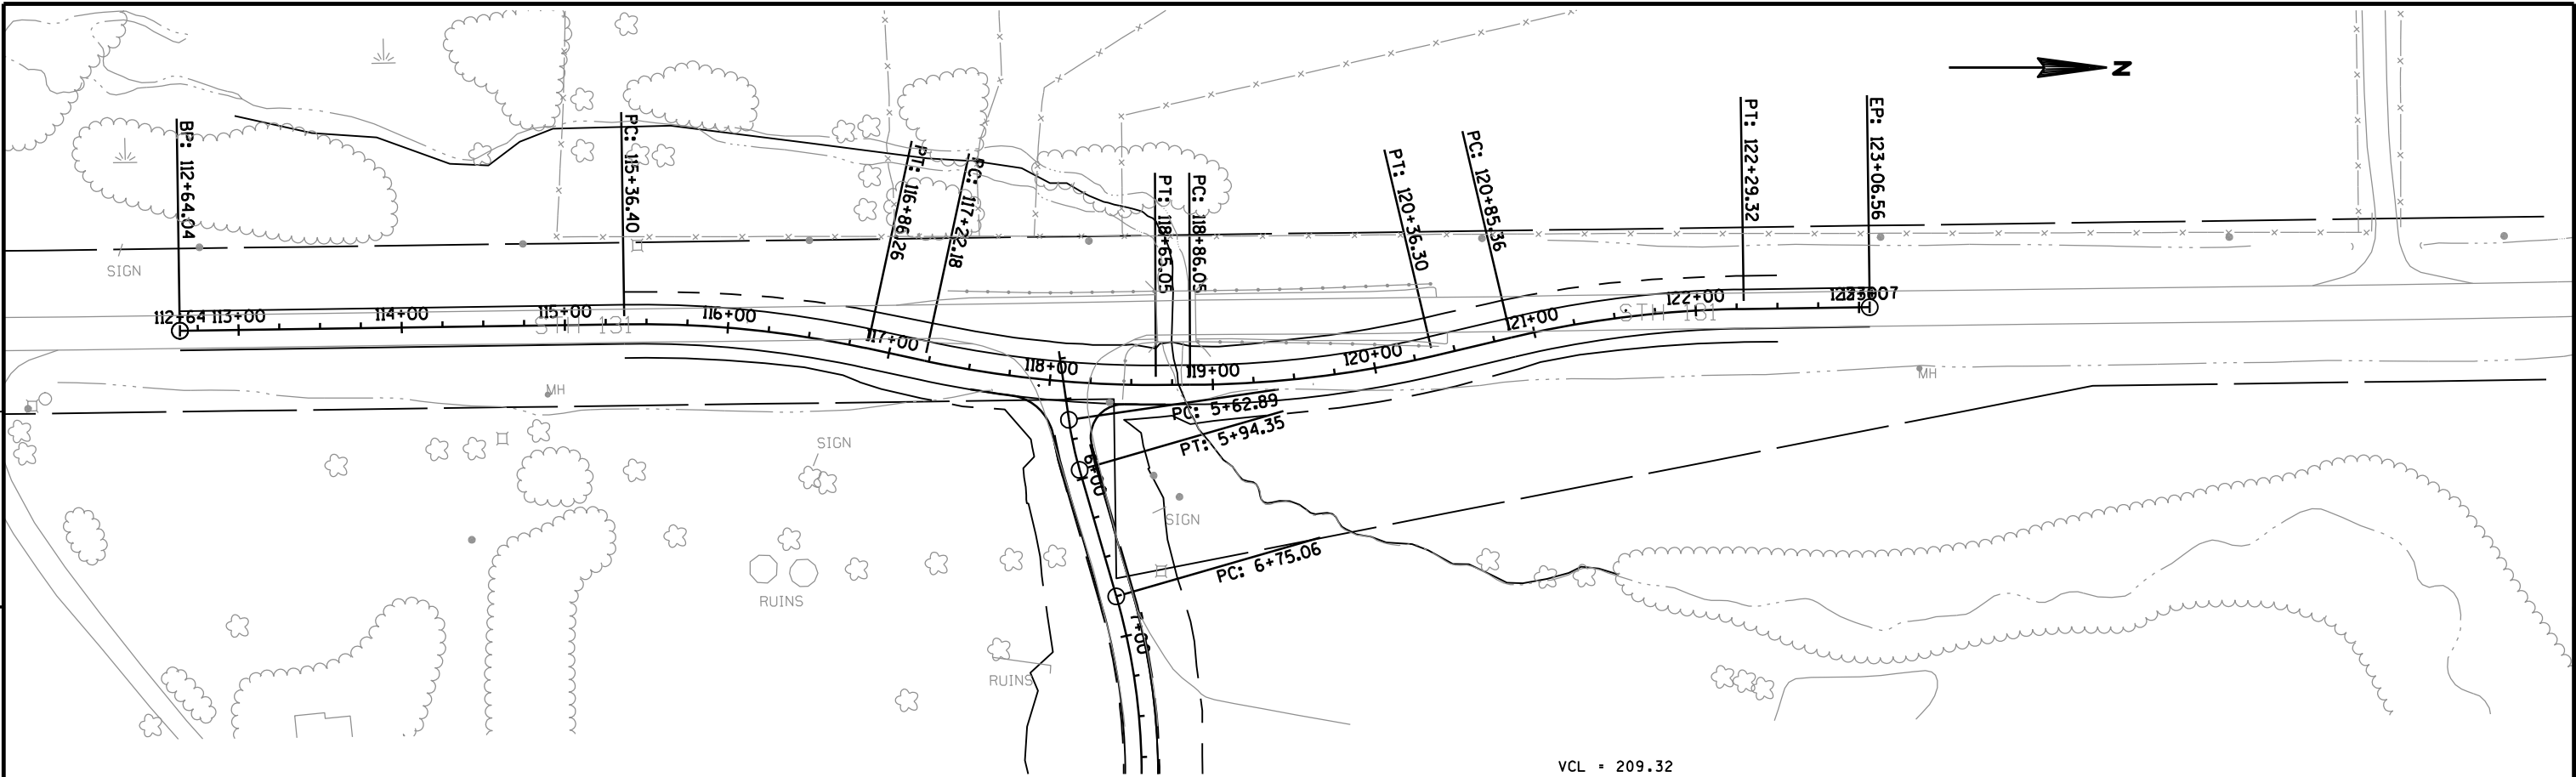 N
BP: 112+64.04
PC: 115+36.40
PT: 116+86.26
PC: 117+22.18
PT: 118+65.05
PC: 118+86.05
PT: 120+36.30
PC: 120+85.36
PT: 122+29.32
EP: 123+06.56
SIGN
112+64
113+00
114+00
115+00
STH 131
116+00
117+00
118+00
119+00
120+00
121+00
STH 131
122+00
MH
MH
PC: 5+62.89
PT: 5+94.35
6+00
SIGN
SIGN
PC: 6+75.06
RUINS
7+00
RUINS
VCL = 209.32